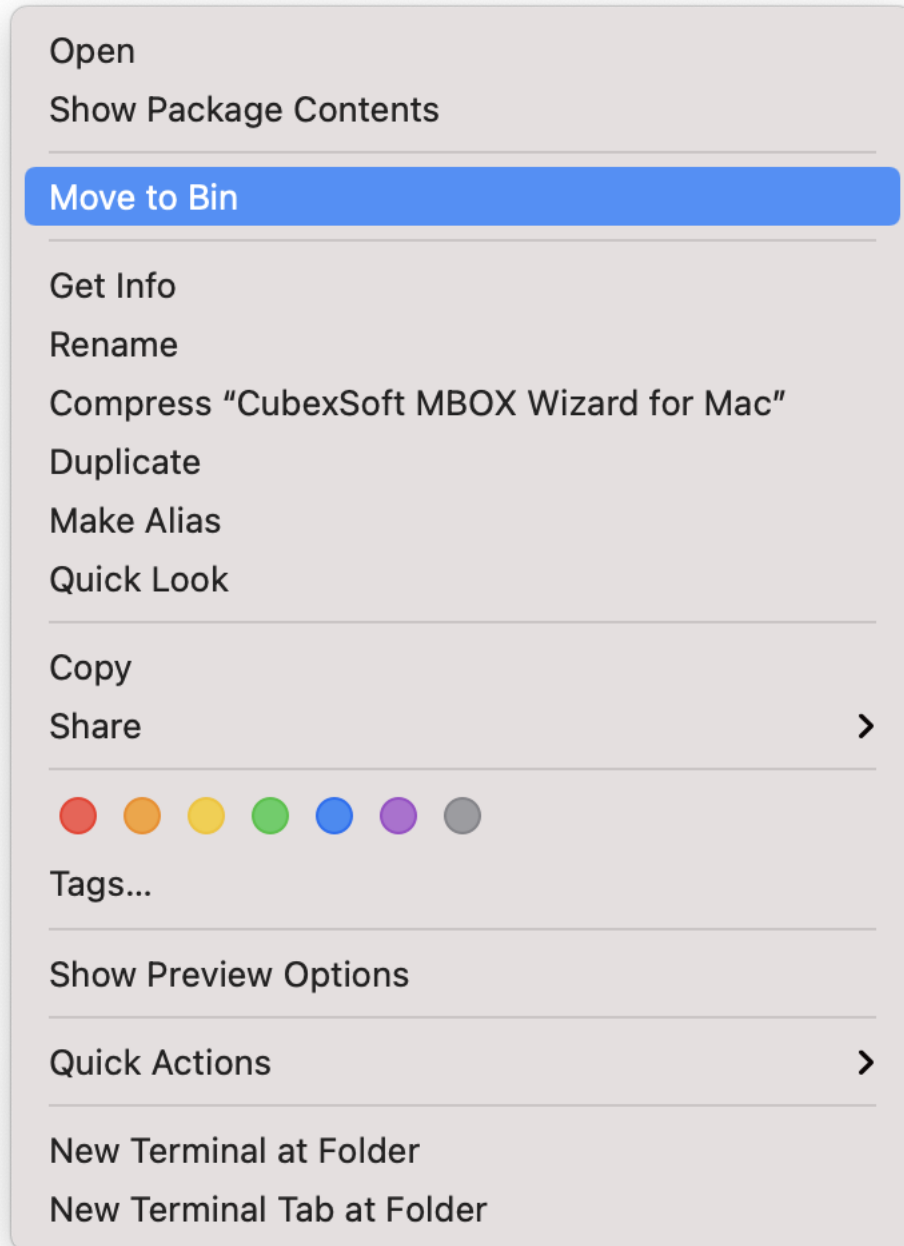 Open
Show Package Contents
Move to Bin
Get Info
Rename
Compress “CubexSoft MBOX Wizard for Mac”
Duplicate
Make Alias
Quick Look
Copy
Share
Tags...
Show Preview Options
Quick Actions
New Terminal at Folder
New Terminal Tab at Folder